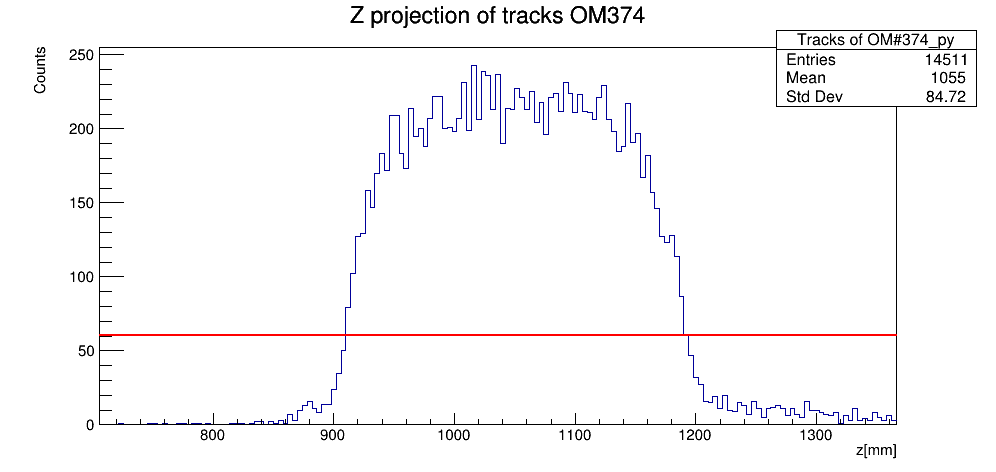 Z projection of tracks OM374
Tracks of OM#374_py
Entries 14511
Mean 1055
Std Dev 84.72
Counts
250
200
150
100
50
0
800 900 1000 1100 1200 1300
z[mm]